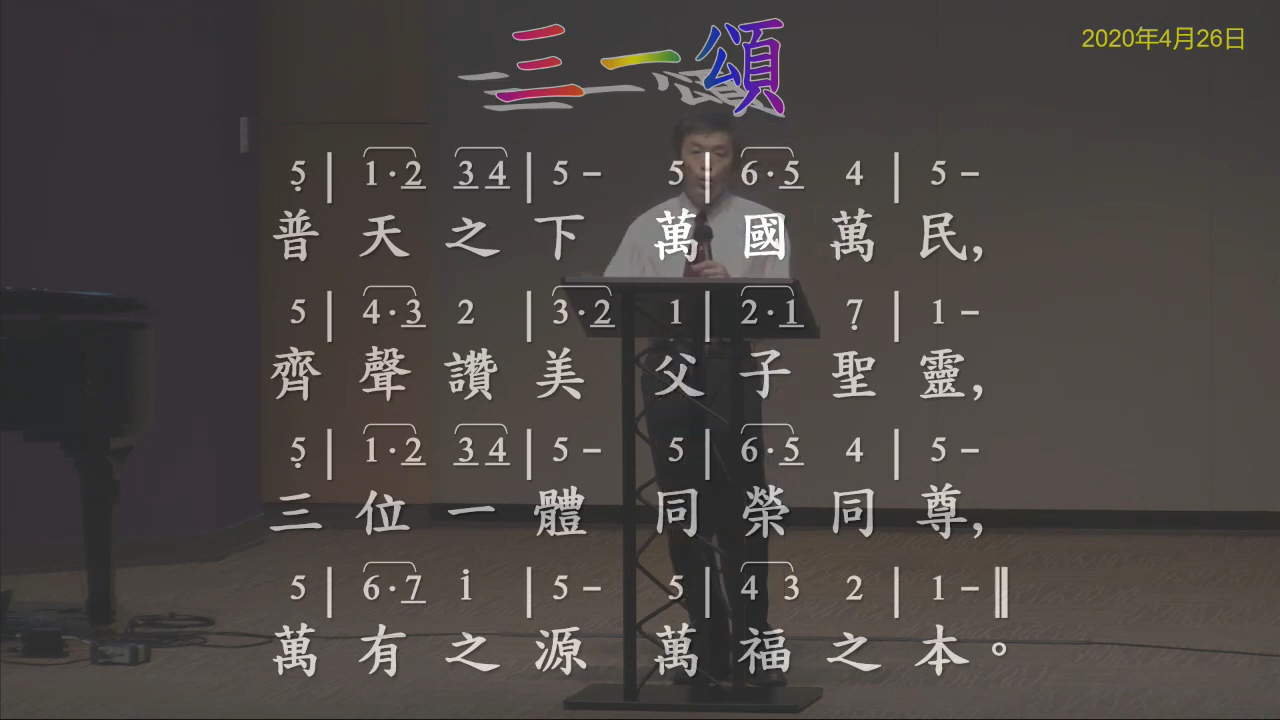 三一頌
2020年4月26日
5̣ | 1·2 3 4 | 5 – 5 | 6·5 4 | 5 –
普天之下 萬國萬民,
5 | 4·3 2 | 3·2 1 | 2·1 7̣ | 1 –
齊聲讚美 父子聖靈,
5̣ | 1·2 3 4 | 5 – 5 | 6·5 4 | 5 –
三位一體 同榮同尊,
5 | 6·7 i | 5 – 5 | 4 3 2 | 1 – ‖
萬有之源 萬福之本。